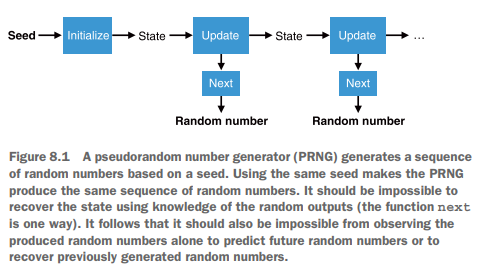 Seed Initialize State Update State Update ...
Next Next
Random number Random number
Figure 8.1 A pseudorandom number generator (PRNG) generates a sequence
of random numbers based on a seed. Using the same seed makes the PRNG
produce the same sequence of random numbers. It should be impossible to
recover the state using knowledge of the random outputs (the function next
is one way). It follows that it should also be impossible from observing the
produced random numbers alone to predict future random numbers or to
recover previously generated random numbers.